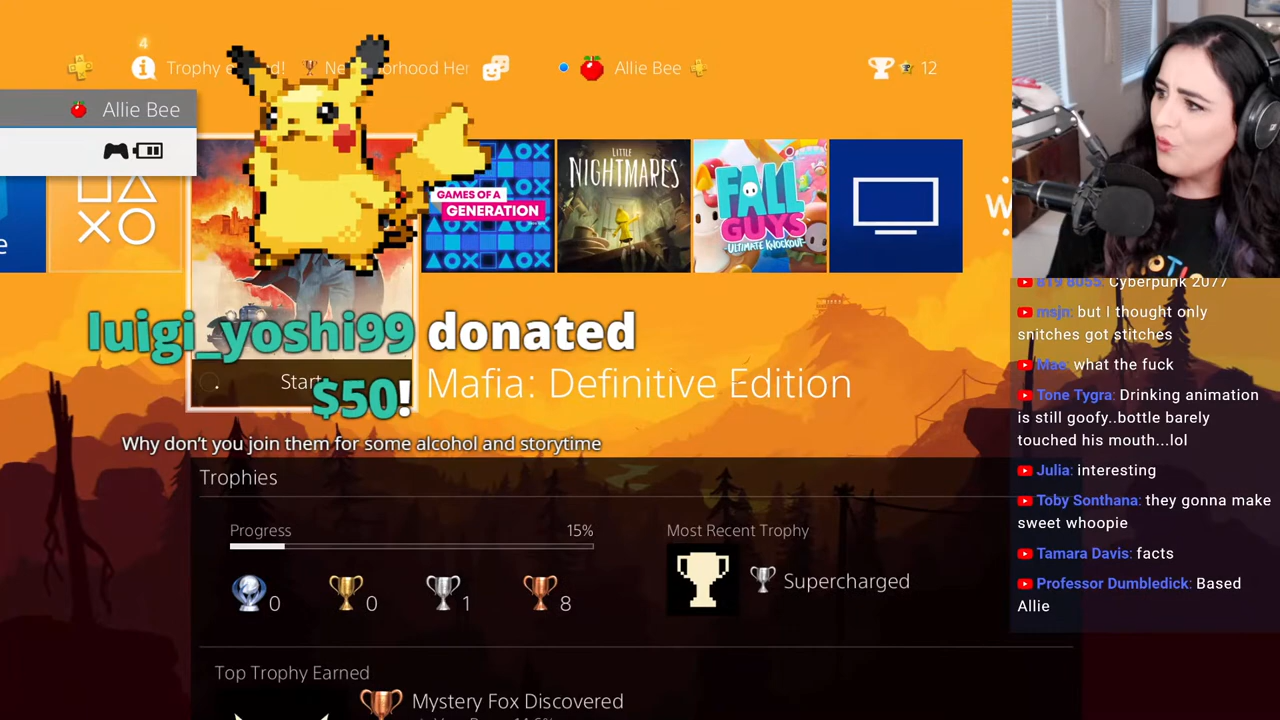 4
Trophy
Allie Bee
12
Allie Bee
LITTLE
NIGHTMARES
GAMES OF A
GENERATION
FALL
GUYS
ULTIMATE KNOCKOUT
luigi_yoshi99 donated
$50!
Start
Mafia: Definitive Edition
Why don't you join them for some alcohol and storytime
Trophies
Progress
15%
Most Recent Trophy
0
0
1
8
Supercharged
Top Trophy Earned
Mystery Fox Discovered
819 8055: Cyberpunk 2077
msjn: but I thought only
snitches got stitches
Mae: what the fuck
Tone Tygra: Drinking animation
is still goofy..bottle barely
touched his mouth...lol
Julia: interesting
Toby Sonthana: they gonna make
sweet whoopie
Tamara Davis: facts
Professor Dumbledick: Based
Allie